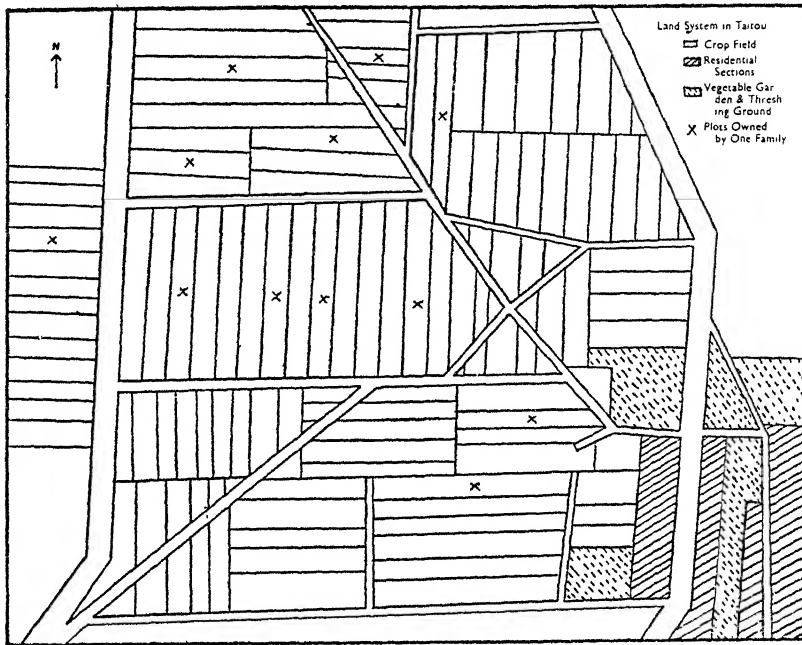 N
Land System in Taitou
Crop Field
Residential
Sections
Vegetable Gar
den & Thresh
ing Ground
X Plots Owned
by One Family